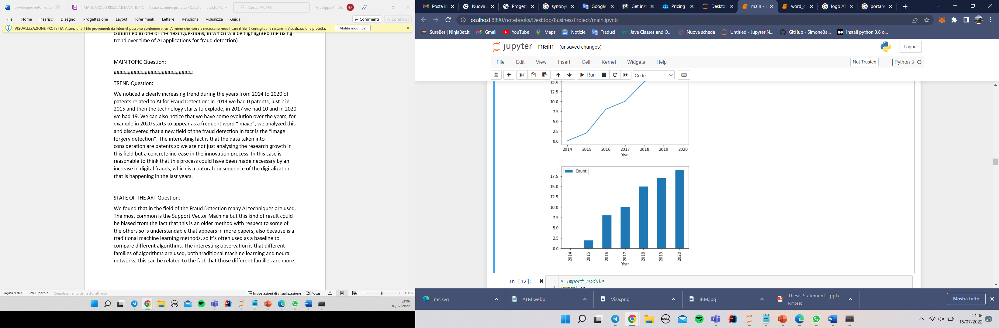 Salvataggio automatico
MANCA SOLO RISULTATI MAIN TOPIC - Visualizzazione protetta • Salvato in questo PC
Cerca (ALT+X)
Giuseppe Aniello
GA
File Home Inserisci Disegno Progettazione Layout Riferimenti Lettere Revisione Visualizza Guida
Commenti
Condividi
VISUALIZZAZIONE PROTETTA Attenzione. I file provenienti da Internet possono contenere virus. A meno che non sia necessario modificare il file, è consigliabile restare in Visualizzazione protetta.
Abilita modifica
confirmed in one of the next Questions, in which will be highlighted the rising
trend over time of AI applications for fraud detection).
MAIN TOPIC Question:
############################
TREND Question:
We noticed a clearly increasing trend during the years from 2014 to 2020 of
patents related to AI for Fraud Detection: in 2014 we had 0 patents, just 2 in
2015 and then the technology starts to explode, in 2017 we had 10 and in 2020
we had 19. We can also notice that we have some evolution over the years, for
example in 2020 starts to appear as a frequent word “image”, we analyzed this
and discovered that a new field of the fraud detection in fact is the “image
forgery detection”. The interesting fact is that the data taken into
consideration are patents so we are not just analysing the research growth in
this field but a concrete increase in the innovation process. In this case is
reasonable to think that this process could have been made necessary by an
increase in digital frauds, which is a natural consequence of the digitalization
that is happening in the last years.
STATE OF THE ART Question:
We found that in the field of the Fraud Detection many AI techniques are used.
The most common is the Support Vector Machine but this kind of result could
be biased from the fact that this is an older method with respect to some of
the others so is understandable that appears in more papers, also because is a
traditional machine learning methods, so it’s often used as a baseline to
compare different algorithms. The interesting observation is that different
families of algorithms are used, both traditional machine learning and neural
networks, this can be related to the fact that those different families are more
Pagina 9 di 10 2893 parole Completamento del testo: attivato
Impostazioni di visualizzazione Focus 100%
21:06
16/07/2022
Posta in Nuova s Progett synonyr Google Get inst Pricing Desktop main - J word_cl logo AT portare
localhost:8890/notebooks/Desktop/BusinessProject/main.ipynb
SureBet | NinjaBet.it Gmail YouTube Maps Notizie Traduci Java Classes and O... Nuova scheda Untitled - Jupyter N... GitHub - SimoneBa... install python 3.6 o...
jupyter main (unsaved changes)
Logout
File Edit View Insert Cell Kernel Widgets Help
Not Trusted
Python 3
Run
Code
15.0
12.5
10.0
7.5
5.0
2.5
0.0
2014 2015 2016 2017 2018 2019 2020
Year
Count
17.5
15.0
12.5
10.0
7.5
5.0
2.5
0.0
2014 2015 2016 2017 2018 2019 2020
Year
In [12]:
1 # Import Module
2 import os
mc.svg
ATM.webp
Visa.png
IBM.jpg
Thesis Statement....pptx
Rimosso
Mostra tutto
DELL
21:06
16/07/2022
24